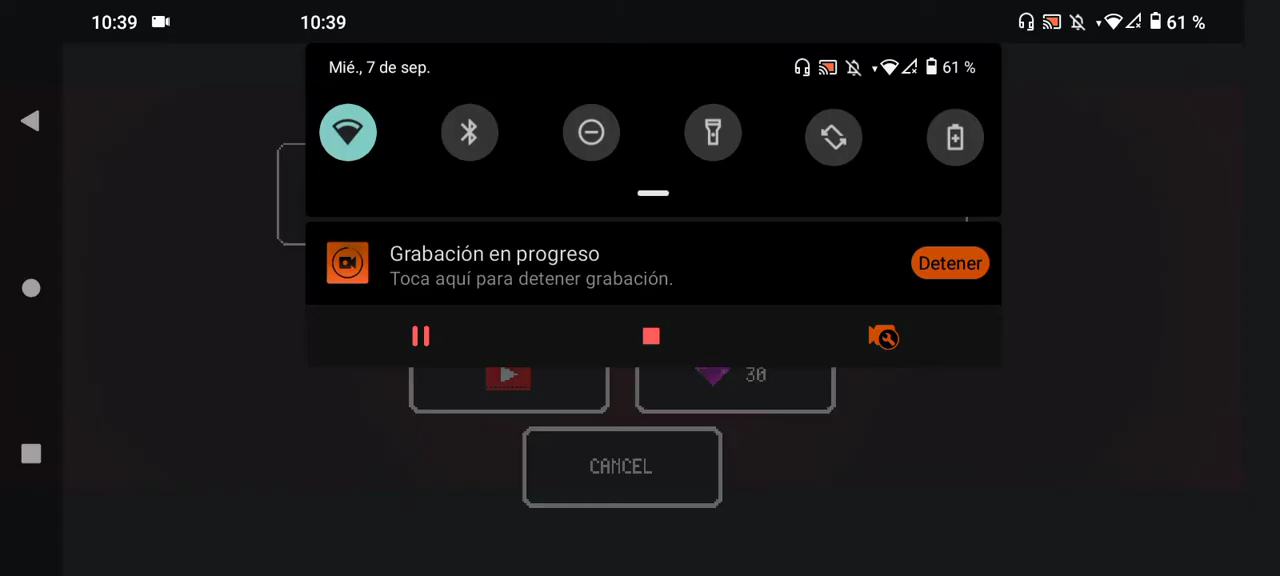 10:39
10:39
61 %
Mié., 7 de sep.
61 %
Grabación en progreso
Toca aquí para detener grabación.
Detener
30
CANCEL